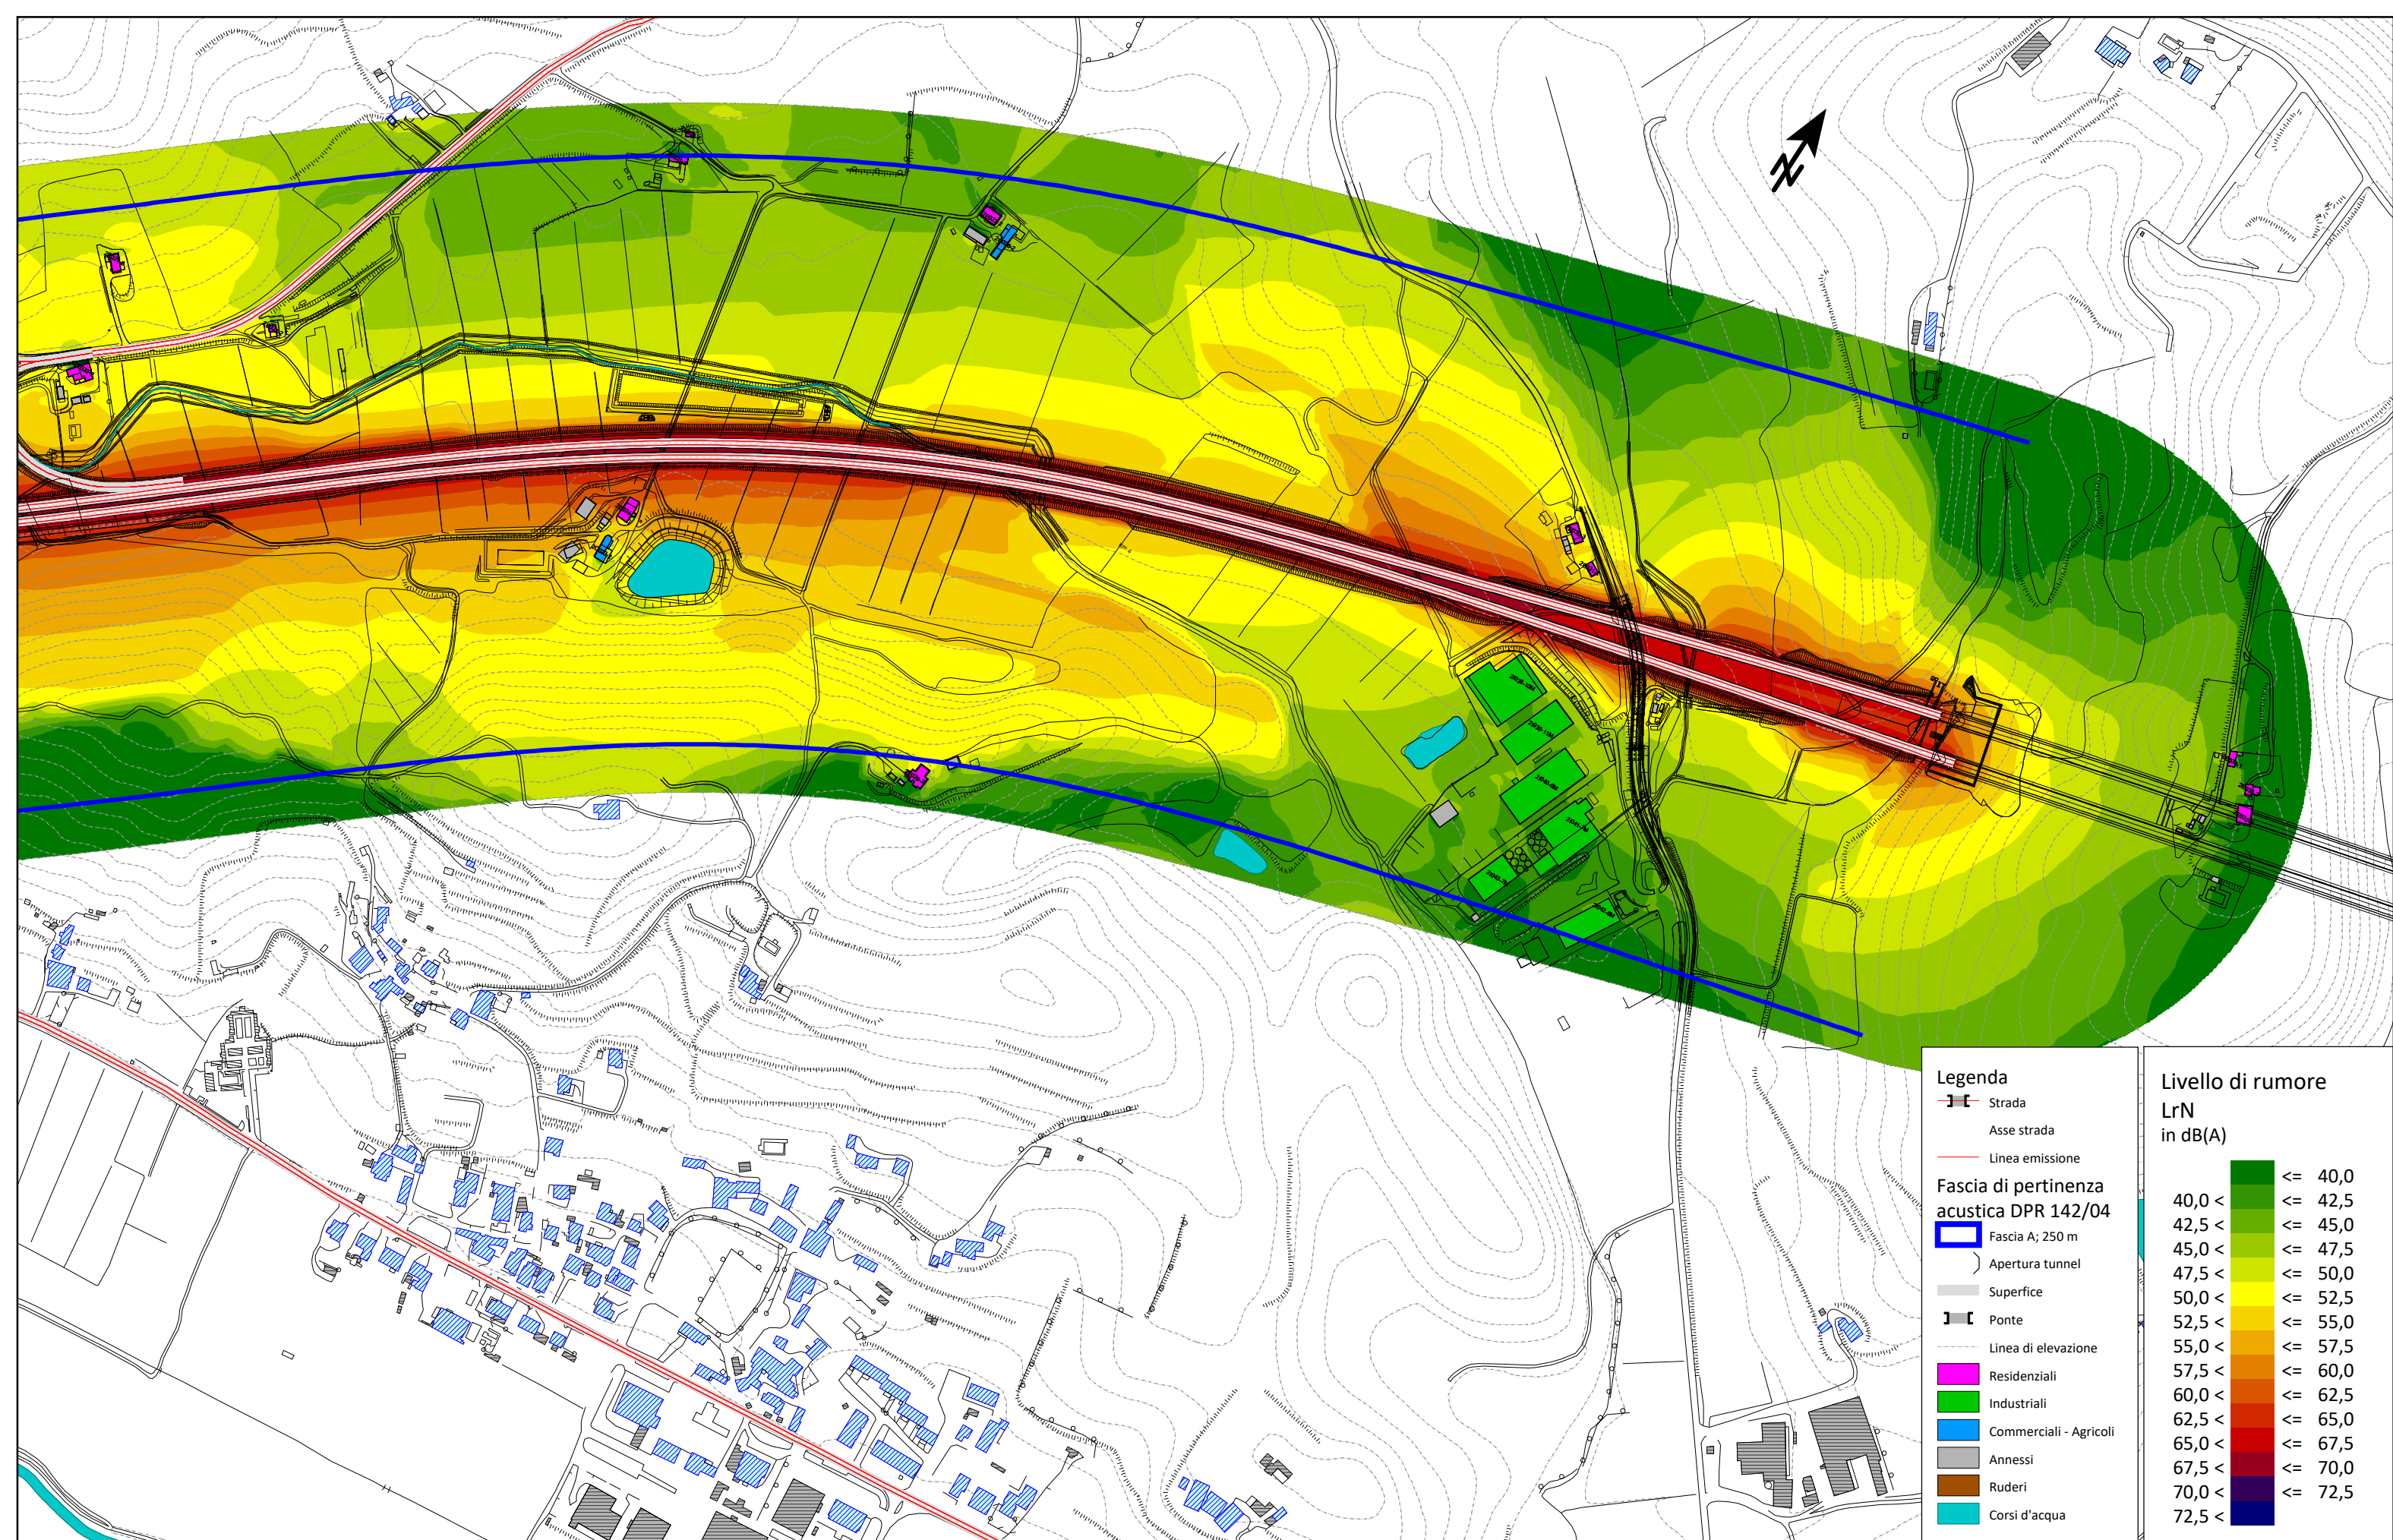 Legenda
Strada
Asse strada
Linea emissione
Fascia di pertinenza
acustica DPR 142/04
Fascia A; 250 m
Apertura tunnel
Superfice
Ponte
Linea di elevazione
Residenziali
Industriali
Commerciali - Agricoli
Annessi
Ruderi
Corsi d'acqua
Livello di rumore
LrN
in dB(A)
<= 40,0
40,0 < <= 42,5
42,5 < <= 45,0
45,0 < <= 47,5
47,5 < <= 50,0
50,0 < <= 52,5
52,5 < <= 55,0
55,0 < <= 57,5
57,5 < <= 60,0
60,0 < <= 62,5
62,5 < <= 65,0
65,0 < <= 67,5
67,5 < <= 70,0
70,0 < <= 72,5
72,5 <